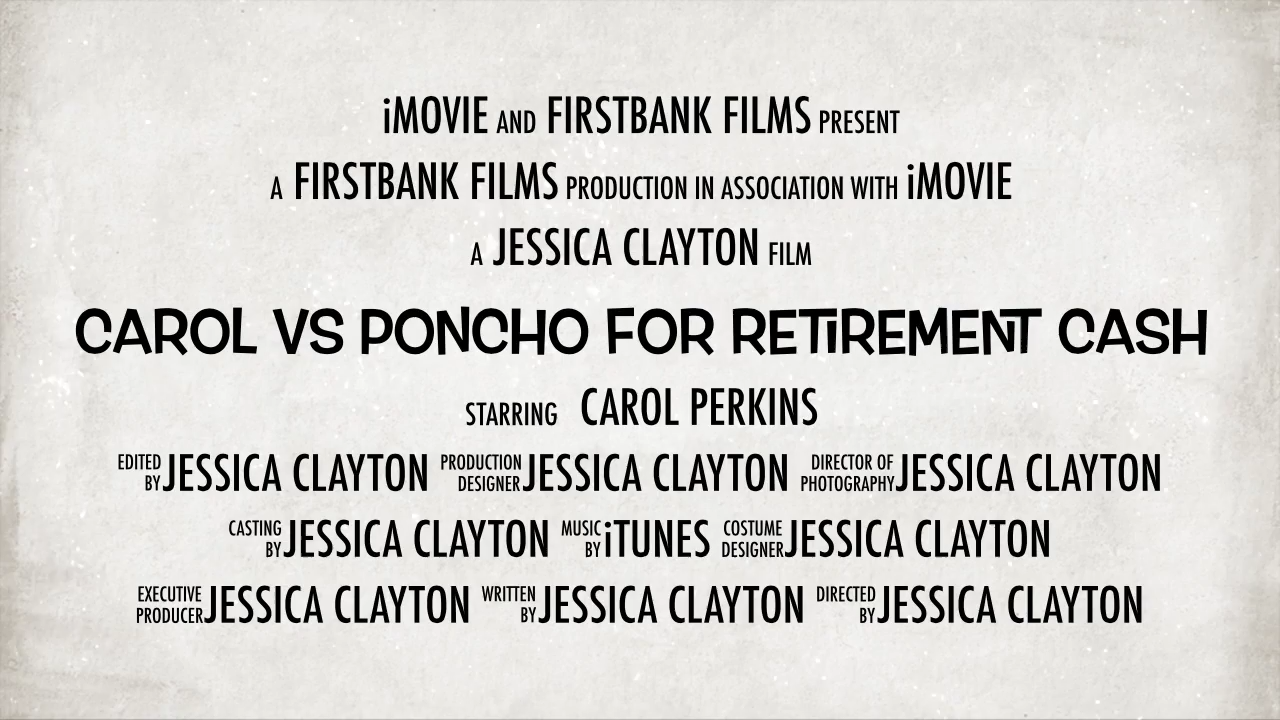 iMOVIE AND FIRSTBANK FILMS PRESENT
A FIRSTBANK FILMS PRODUCTION IN ASSOCIATION WITH iMOVIE
A JESSICA CLAYTON FILM
CAROL VS PONCHO FOR RETIREMENT CASH
STARRING CAROL PERKINS
EDITED BY JESSICA CLAYTON PRODUCTION DESIGNER JESSICA CLAYTON DIRECTOR OF PHOTOGRAPHY JESSICA CLAYTON
CASTING BY JESSICA CLAYTON MUSIC BY iTUNES COSTUME DESIGNER JESSICA CLAYTON
EXECUTIVE PRODUCER JESSICA CLAYTON WRITTEN BY JESSICA CLAYTON DIRECTED BY JESSICA CLAYTON